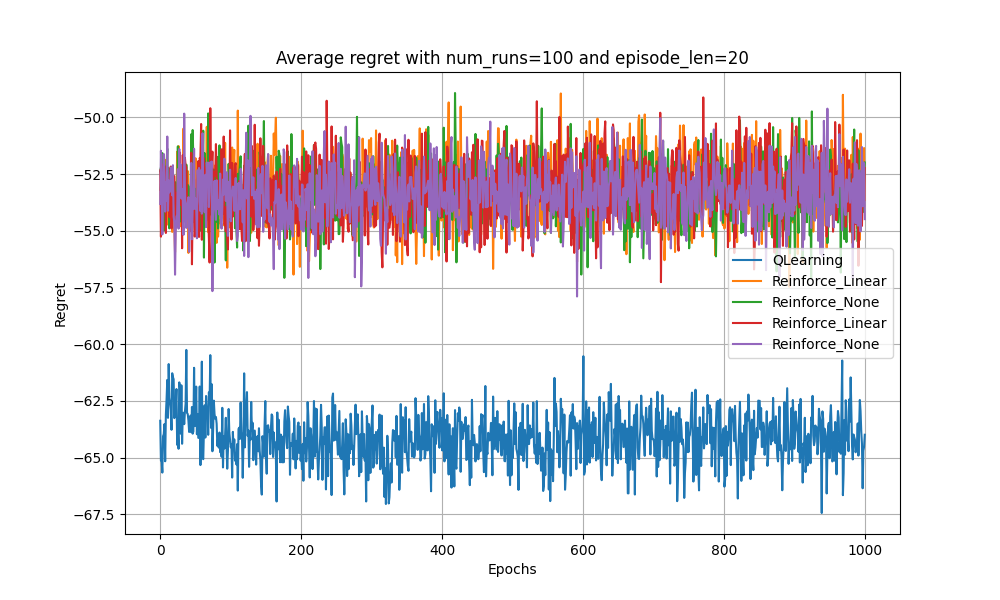 Average regret with num_runs=100 and episode_len=20
−50.0
−52.5
−55.0
−57.5
−60.0
−62.5
−65.0
−67.5
Regret
QLearning
Reinforce_Linear
Reinforce_None
Reinforce_Linear
Reinforce_None
0
200
400
600
800
1000
Epochs